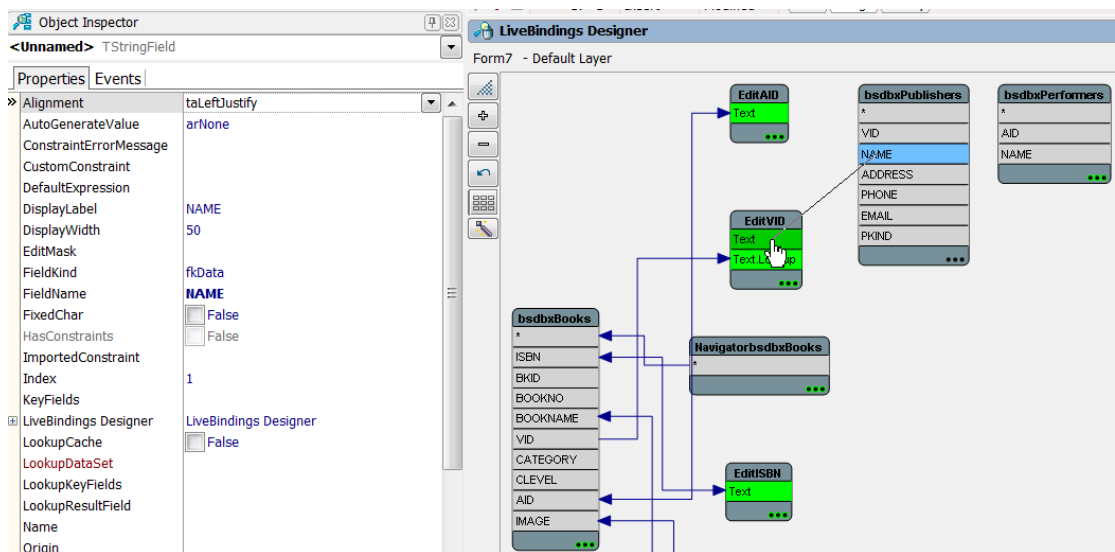 Object Inspector
<Unnamed> TStringField
Properties Events
Alignment taLeftJustify
AutoGenerateValue arNone
ConstraintErrorMessage
CustomConstraint
DefaultExpression
DisplayLabel NAME
DisplayWidth 50
EditMask
FieldKind fkData
FieldName NAME
FixedChar False
HasConstraints False
ImportedConstraint
Index 1
KeyFields
LiveBindings Designer LiveBindings Designer
LookupCache False
LookupDataSet
LookupKeyFields
LookupResultField
Name
Origin
LiveBindings Designer
Form7 - Default Layer
EditAID
Text
bsdbxPublishers
*
VID
NAME
ADDRESS
PHONE
EMAIL
PKIND
bsdbxPerformers
*
AID
NAME
EditVID
Text
bsdbxBooks
*
ISBN
BKID
BOOKNO
BOOKNAME
VID
CATEGORY
CLEVEL
AID
IMAGE
NavigatorbsdbxBooks
*
EditISBN
Text